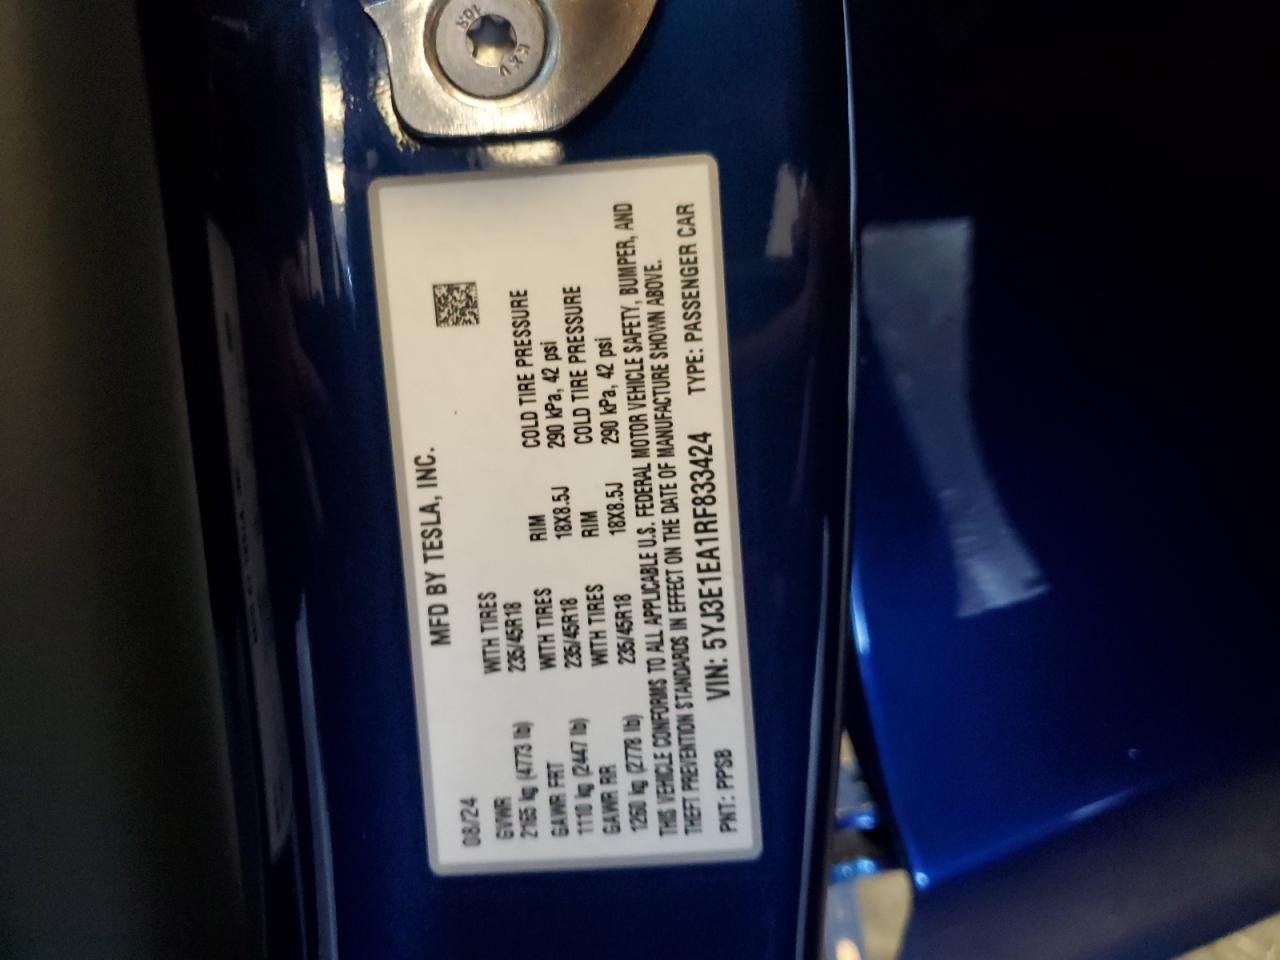 MFD BY TESLA, INC.
08/24
GVWR WITH TIRES RIM COLD TIRE PRESSURE
2165 kg (4773 lb) 235/45R18 18X8.5J 290 kPa, 42 psi
GAWR FRT WITH TIRES RIM COLD TIRE PRESSURE
1110 kg (2447 lb) 235/45R18 18X8.5J 290 kPa, 42 psi
GAWR RR WITH TIRES
1260 kg (2778 lb) 235/45R18
THIS VEHICLE CONFORMS TO ALL APPLICABLE U.S. FEDERAL MOTOR VEHICLE SAFETY, BUMPER, AND
THEFT PREVENTION STANDARDS IN EFFECT ON THE DATE OF MANUFACTURE SHOWN ABOVE.
PNT: PPSB VIN: 5YJ3E1EA1RF833424 TYPE: PASSENGER CAR